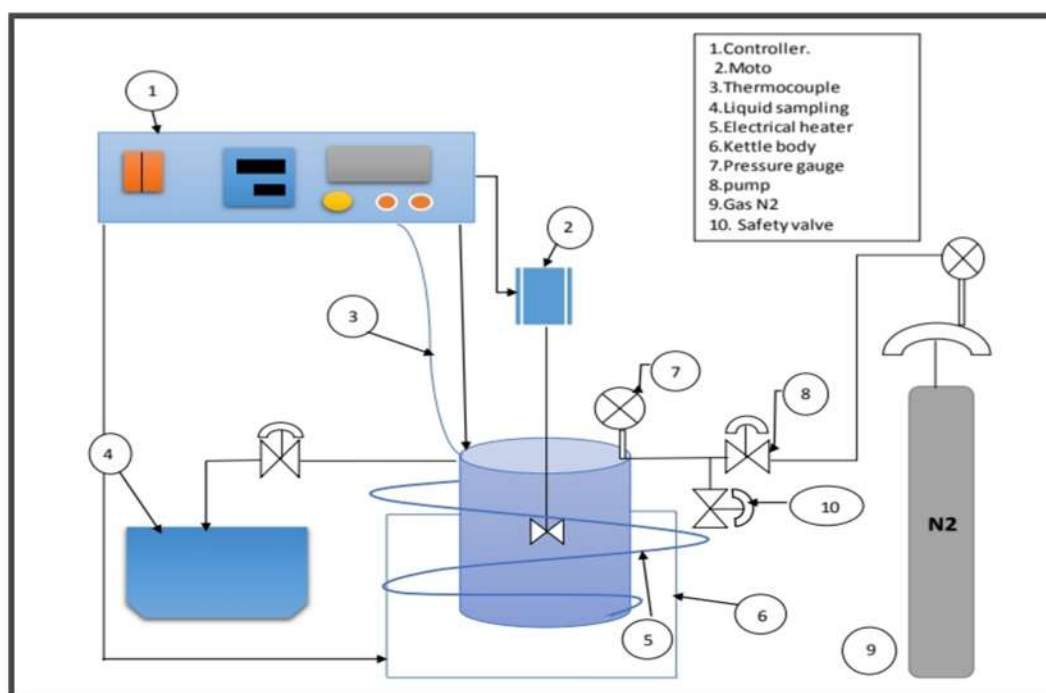 1.Controller.
2.Moto
3.Thermocouple
4.Liquid sampling
5.Electrical heater
6.Kettle body
7.Pressure gauge
8.pump
9.Gas N2
10. Safety valve
1
2
3
7
8
4
10
N2
6
5
9